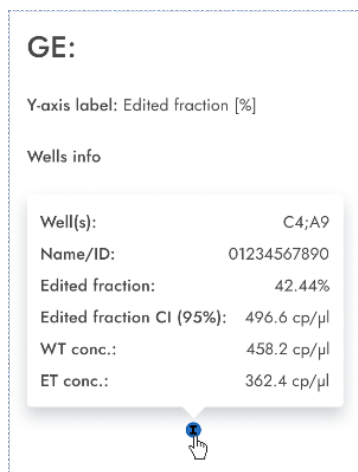 GE:
Y-axis label: Edited fraction [%]
Wells info
Well(s): C4;A9
Name/ID: 01234567890
Edited fraction: 42.44%
Edited fraction CI (95%): 496.6 cp/µl
WT conc.: 458.2 cp/µl
ET conc.: 362.4 cp/µl